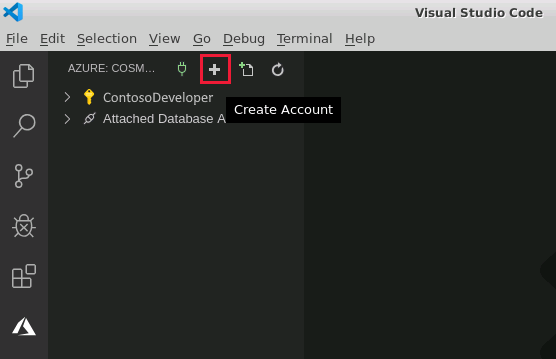 Visual Studio Code
File Edit Selection View Go Debug Terminal Help
AZURE: COSM...
ContosoDeveloper
Create Account
Attached Database A